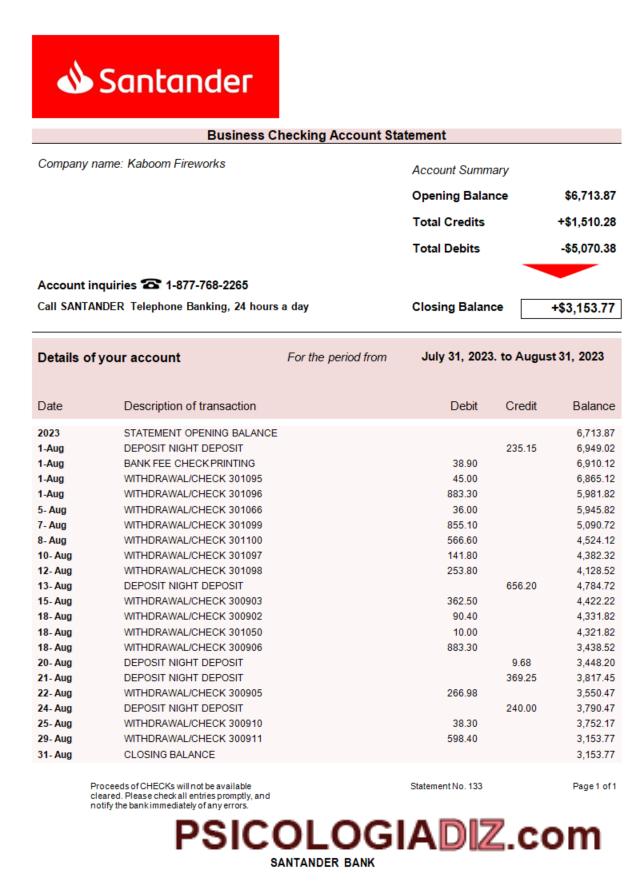 Santander
Business Checking Account Statement
Company name: Kaboom Fireworks
Account Summary
Opening Balance $6,713.87
Total Credits +$1,510.28
Total Debits -$5,070.38
Account inquiries ☎ 1-877-768-2265
Call SANTANDER Telephone Banking, 24 hours a day
Closing Balance +$3,153.77
Details of your account For the period from July 31, 2023. to August 31, 2023
Date Description of transaction Debit Credit Balance
2023 STATEMENT OPENING BALANCE 6,713.87
1-Aug DEPOSIT NIGHT DEPOSIT 235.15 6,949.02
1-Aug BANK FEE CHECK PRINTING 38.90 6,910.12
1-Aug WITHDRAWAL/CHECK 301095 45.00 6,865.12
1-Aug WITHDRAWAL/CHECK 301096 883.30 5,981.82
5- Aug WITHDRAWAL/CHECK 301066 36.00 5,945.82
7- Aug WITHDRAWAL/CHECK 301099 855.10 5,090.72
8- Aug WITHDRAWAL/CHECK 301100 566.60 4,524.12
10- Aug WITHDRAWAL/CHECK 301097 141.80 4,382.32
12- Aug WITHDRAWAL/CHECK 301098 253.80 4,128.52
13- Aug DEPOSIT NIGHT DEPOSIT 656.20 4,784.72
15- Aug WITHDRAWAL/CHECK 300903 362.50 4,422.22
18- Aug WITHDRAWAL/CHECK 300902 90.40 4,331.82
18- Aug WITHDRAWAL/CHECK 301050 10.00 4,321.82
18- Aug WITHDRAWAL/CHECK 300906 883.30 3,438.52
20- Aug DEPOSIT NIGHT DEPOSIT 9.68 3,448.20
21- Aug DEPOSIT NIGHT DEPOSIT 369.25 3,817.45
22- Aug WITHDRAWAL/CHECK 300905 266.98 3,550.47
24- Aug DEPOSIT NIGHT DEPOSIT 240.00 3,790.47
25- Aug WITHDRAWAL/CHECK 300910 38.30 3,752.17
29- Aug WITHDRAWAL/CHECK 300911 598.40 3,153.77
31- Aug CLOSING BALANCE 3,153.77
Proceeds of CHECKs will not be available
cleared. Please check all entries promptly, and
notify the bank immediately of any errors.
Statement No. 133 Page 1 of 1
PSICOLOGIADIZ.com
SANTANDER BANK